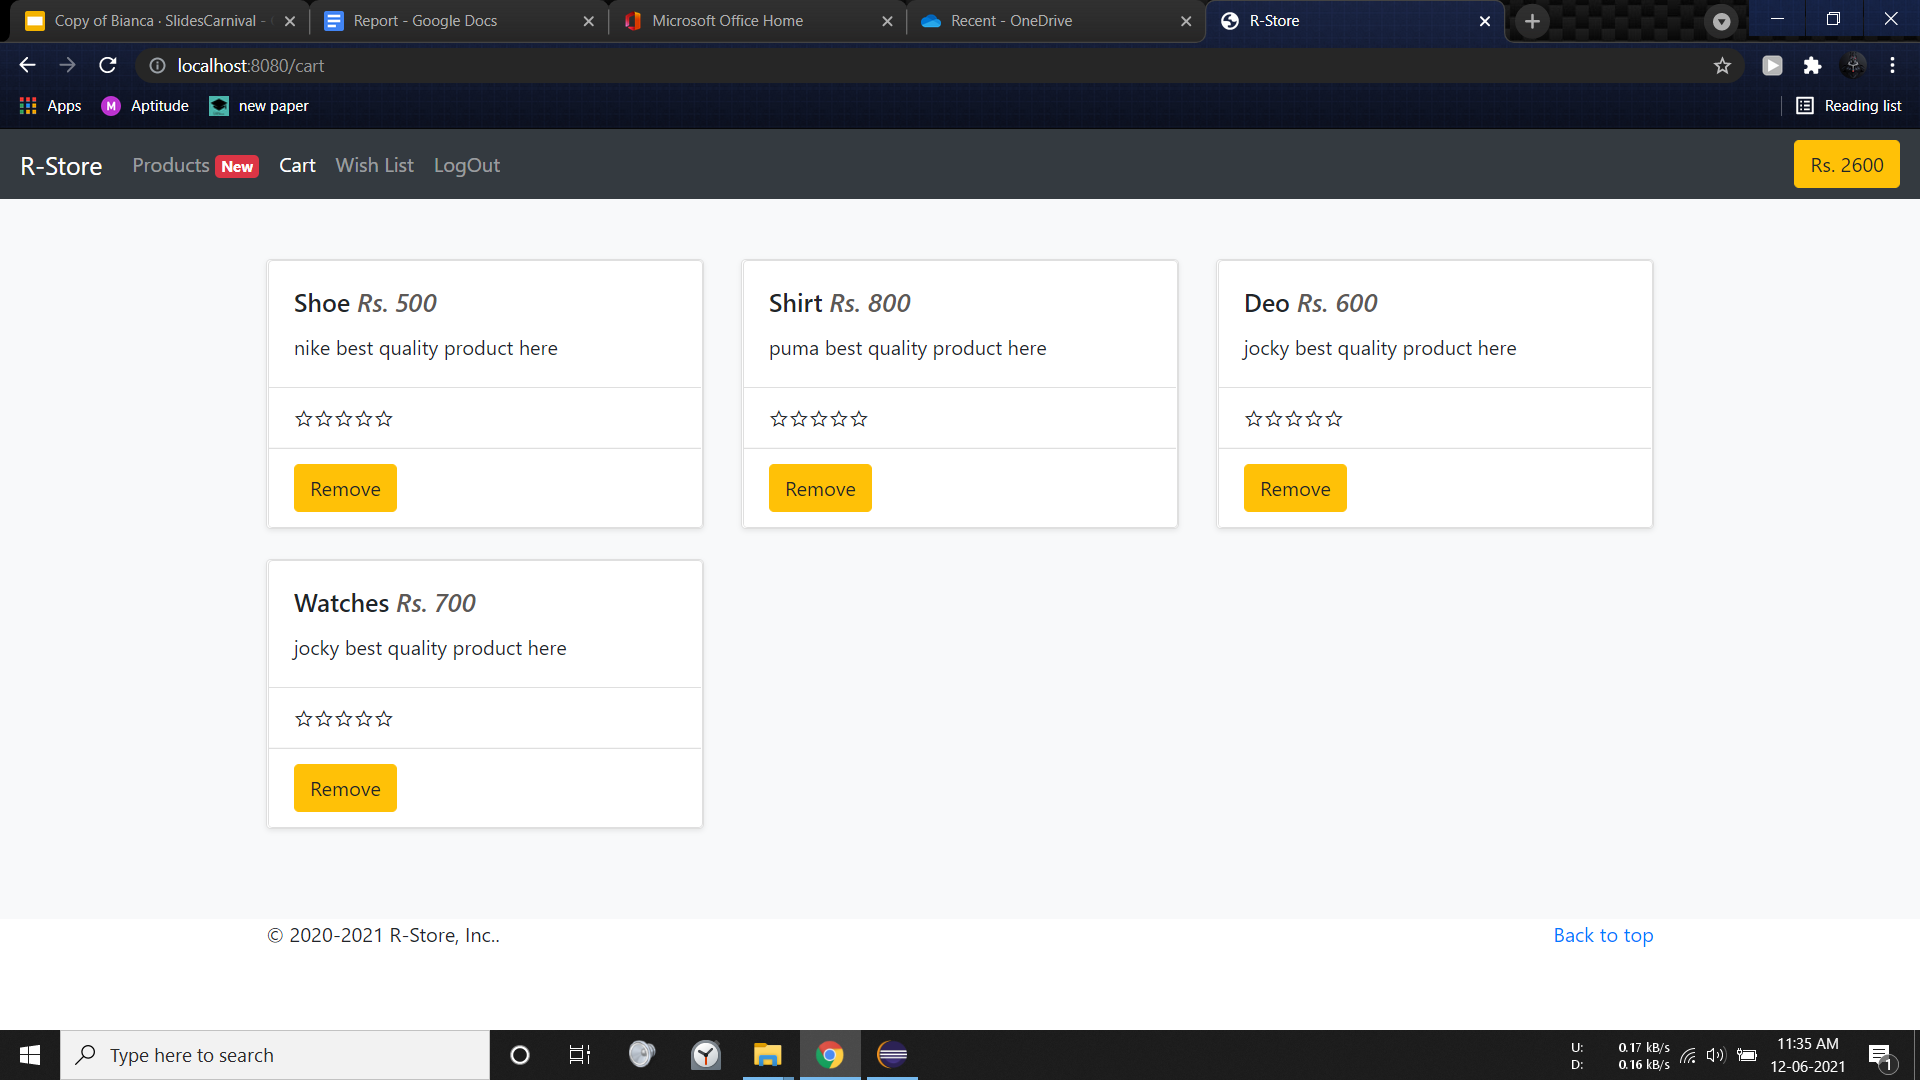 Copy of Bianca · SlidesCarnival -
Report - Google Docs
Microsoft Office Home
Recent - OneDrive
R-Store
localhost:8080/cart
Apps
M
Aptitude
new paper
Reading list
R-Store
Products New
Cart
Wish List
LogOut
Rs. 2600
Shoe Rs. 500
nike best quality product here
☆☆☆☆☆
Remove
Shirt Rs. 800
puma best quality product here
☆☆☆☆☆
Remove
Deo Rs. 600
jocky best quality product here
☆☆☆☆☆
Remove
Watches Rs. 700
jocky best quality product here
☆☆☆☆☆
Remove
© 2020-2021 R-Store, Inc..
Back to top
Type here to search
U: 0.17 kB/s
D: 0.16 kB/s
11:35 AM
12-06-2021
1